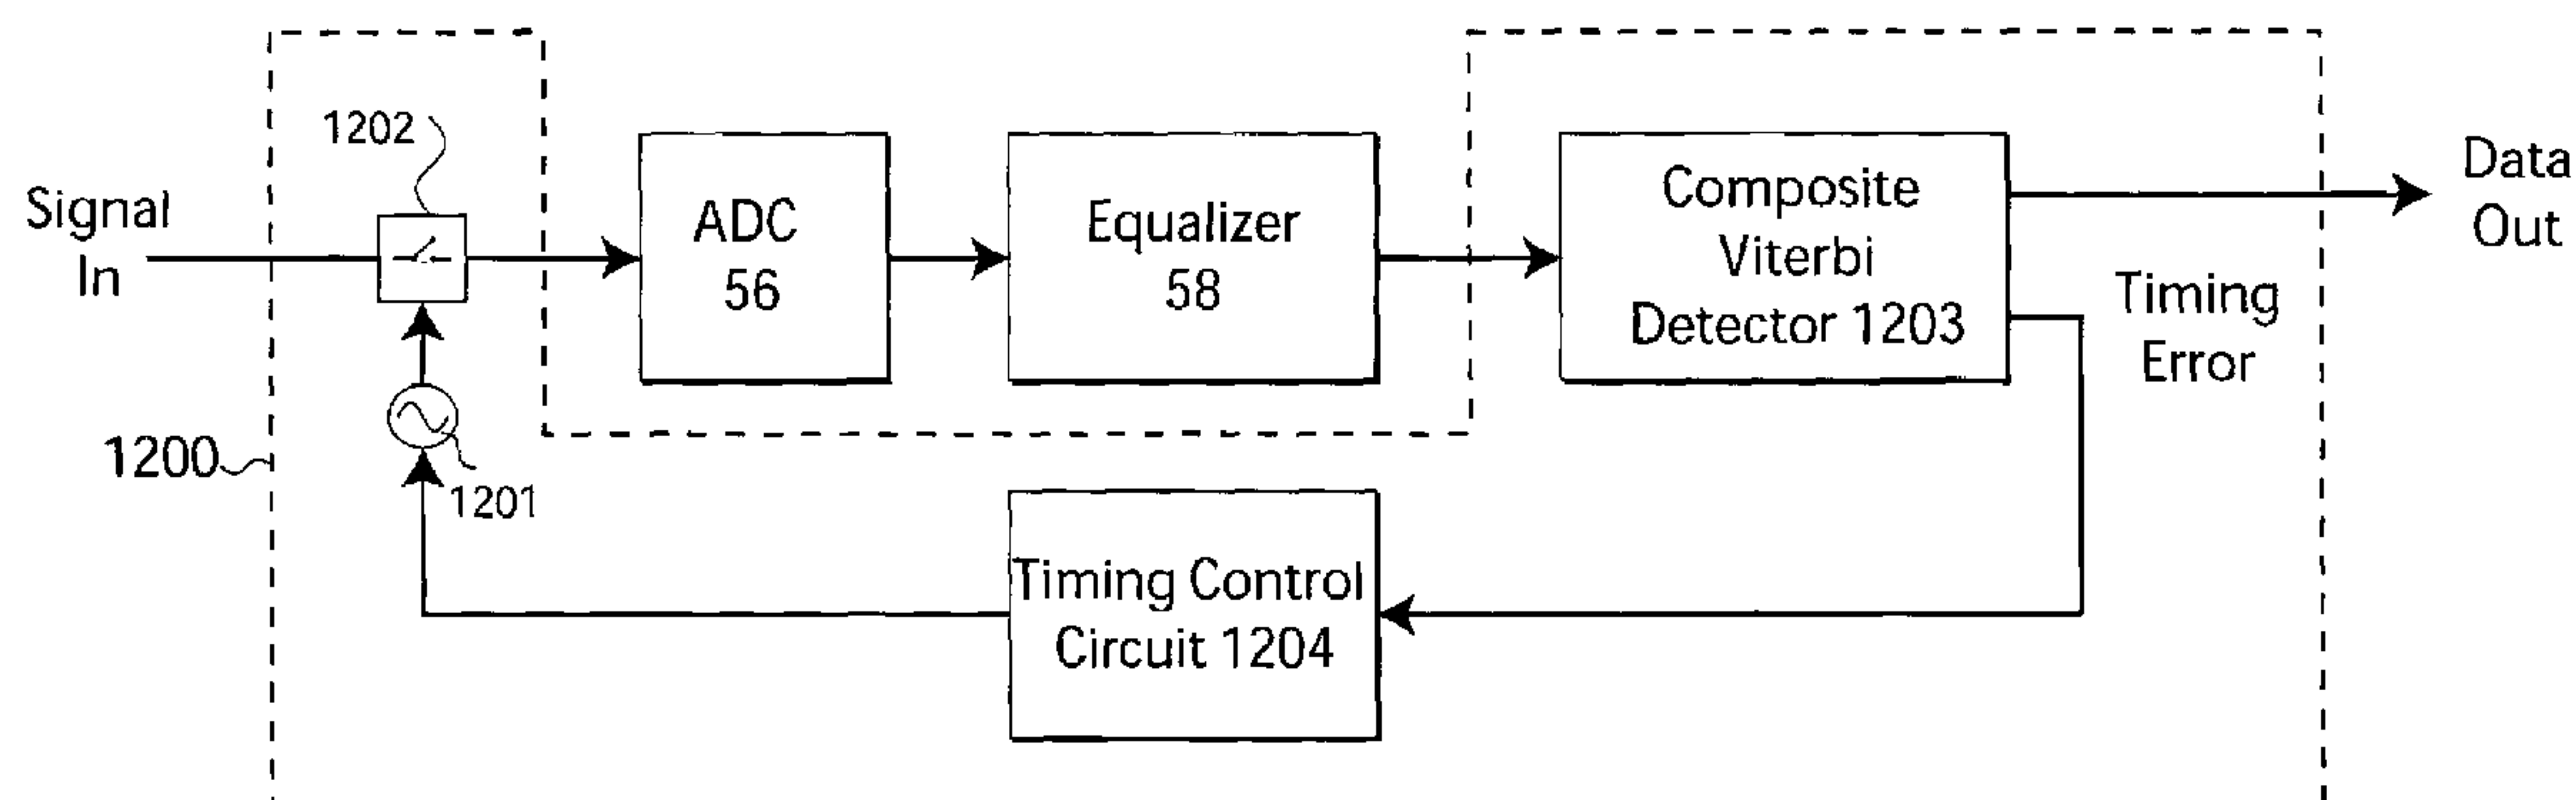 1202
Signal
In
ADC
56
Equalizer
58
Composite
Viterbi
Detector 1203
Data
Out
Timing
Error
1200
1201
Timing Control
Circuit 1204